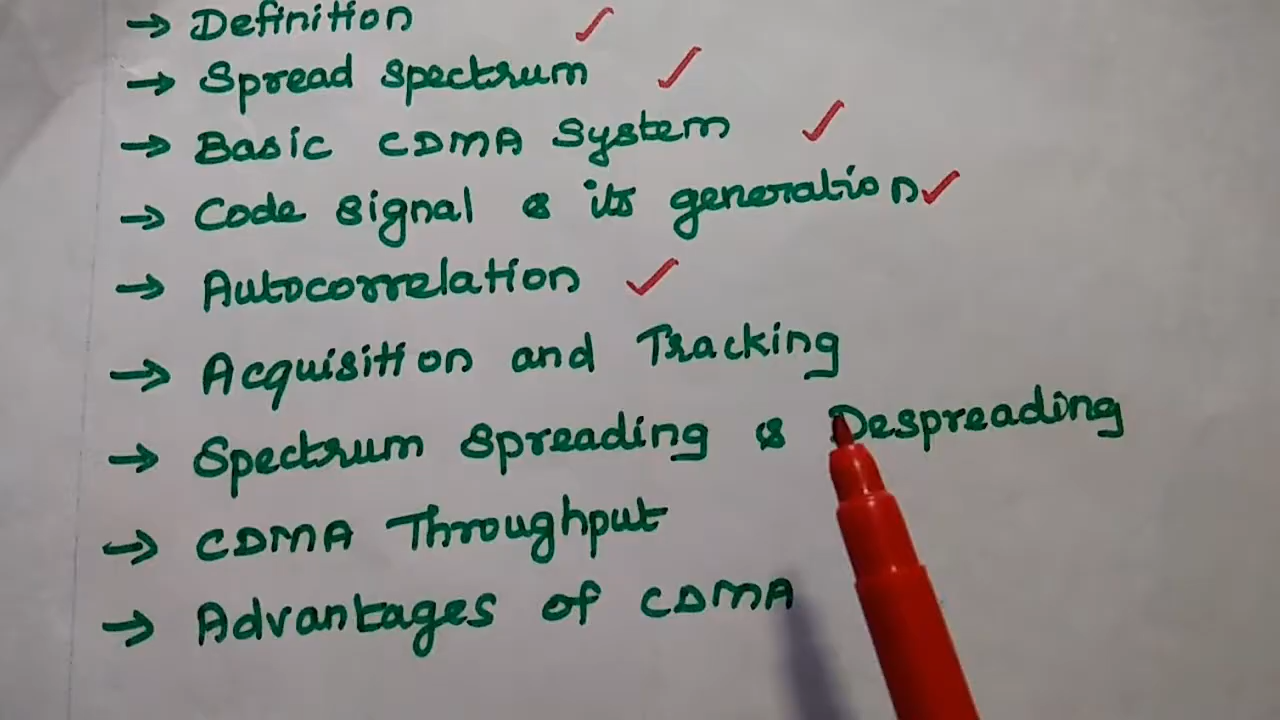 → Definition ✓
→ Spread spectrum ✓
→ Basic CDMA System ✓
→ Code signal & its generation ✓
→ Autocorrelation ✓
→ Acquisition and Tracking
→ Spectrum spreading & Despreading
→ CDMA Throughput
→ Advantages of CDMA